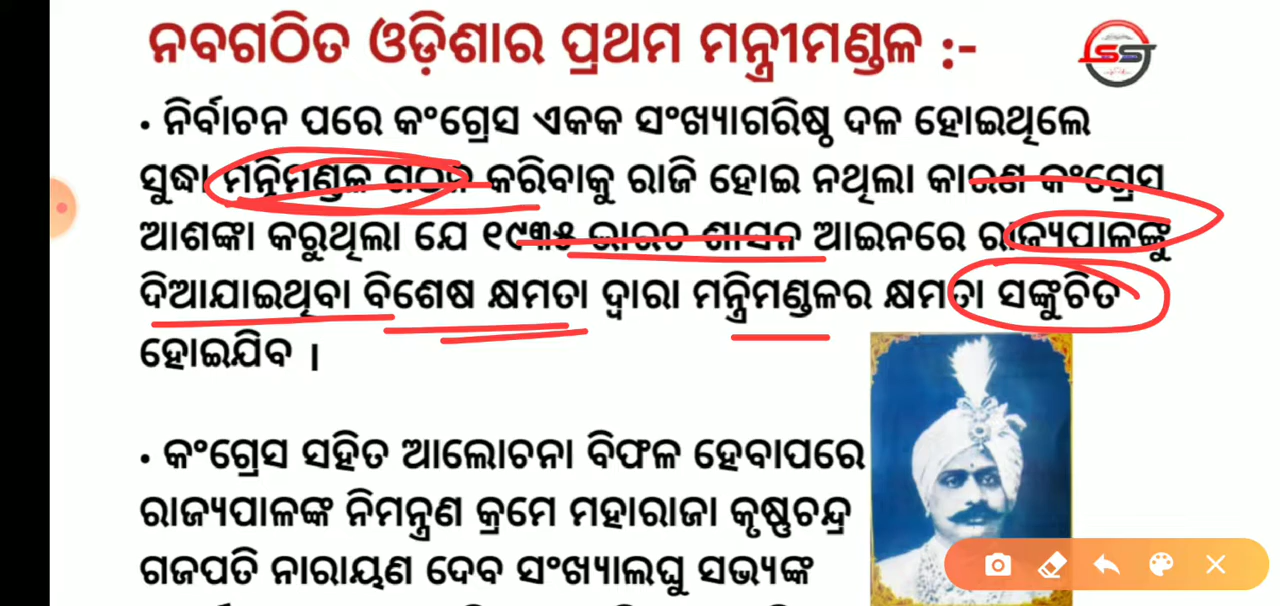 ନବଗଠିତ ଓଡ଼ିଶାର ପ୍ରଥମ ମନ୍ତ୍ରୀମଣ୍ଡଳ :-
SST
• ନିର୍ବାଚନ ପରେ କଂଗ୍ରେସ ଏକକ ସଂଖ୍ୟାଗରିଷ୍ଠ ଦଳ ହୋଇଥିଲେ
ସୁଦ୍ଧା ମନ୍ତ୍ରିମଣ୍ଡଳ ଗଠନ କରିବାକୁ ରାଜି ହୋଇ ନଥିଲା କାରଣ କଂଗ୍ରେସ
ଆଶଙ୍କା କରୁଥିଲା ଯେ ୧୯୩୫ ଭାରତ ଶାସନ ଆଇନରେ ରାଜ୍ୟପାଳଙ୍କୁ
ଦିଆଯାଇଥିବା ବିଶେଷ କ୍ଷମତା ଦ୍ୱାରା ମନ୍ତ୍ରିମଣ୍ଡଳର କ୍ଷମତା ସଙ୍କୁଚିତ
ହୋଇଯିବ ।
• କଂଗ୍ରେସ ସହିତ ଆଲୋଚନା ବିଫଳ ହେବାପରେ
ରାଜ୍ୟପାଳଙ୍କ ନିମନ୍ତ୍ରଣ କ୍ରମେ ମହାରାଜା କୃଷ୍ଣଚନ୍ଦ୍ର
ଗଜପତି ନାରାୟଣ ଦେବ ସଂଖ୍ୟାଲଘୁ ସଭ୍ୟଙ୍କ